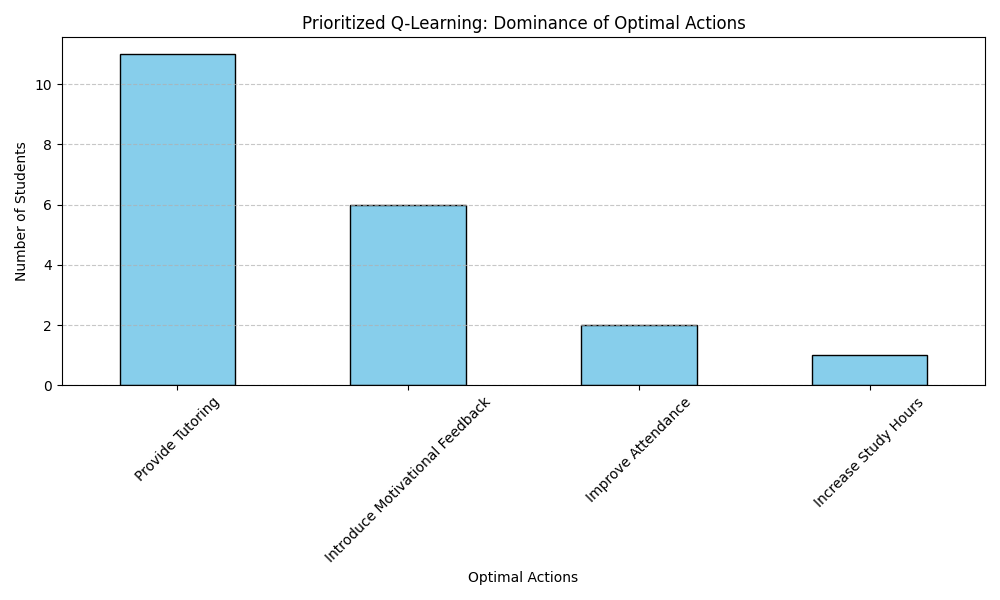 Prioritized Q-Learning: Dominance of Optimal Actions
Number of Students
10
8
6
4
2
0
Provide Tutoring
Introduce Motivational Feedback
Improve Attendance
Increase Study Hours
Optimal Actions